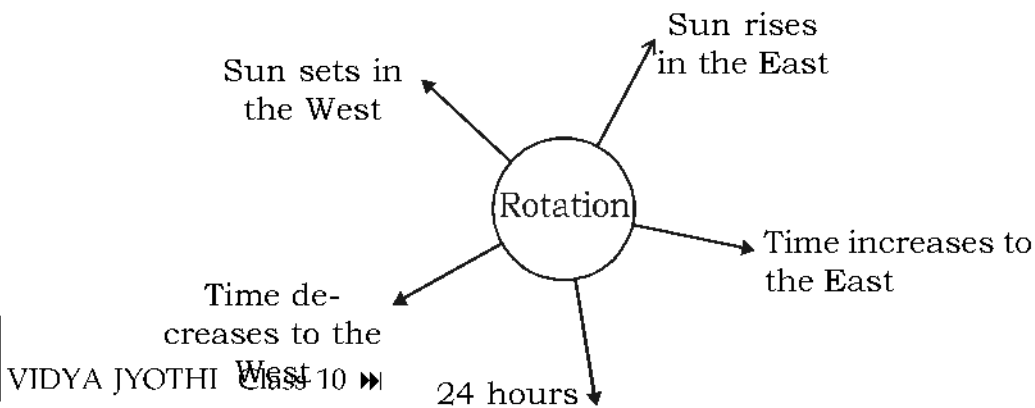 Sun rises
in the East
Sun sets in
the West
Rotation
Time increases to
the East
Time de-
creases to the
West
24 hours
VIDYA JYOTHI Class 10